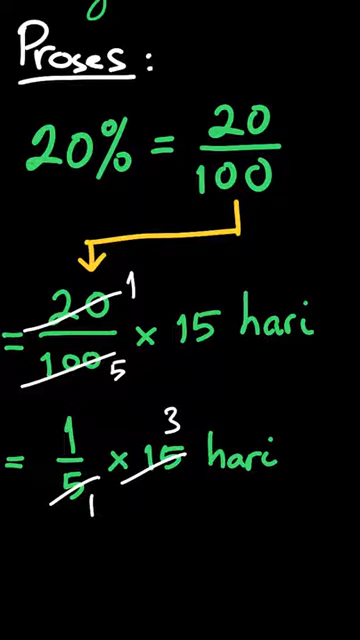 Proses :
20% = 20/100
= 20/100 × 15 hari
1
5
= 1/5 × 15 hari
3
1